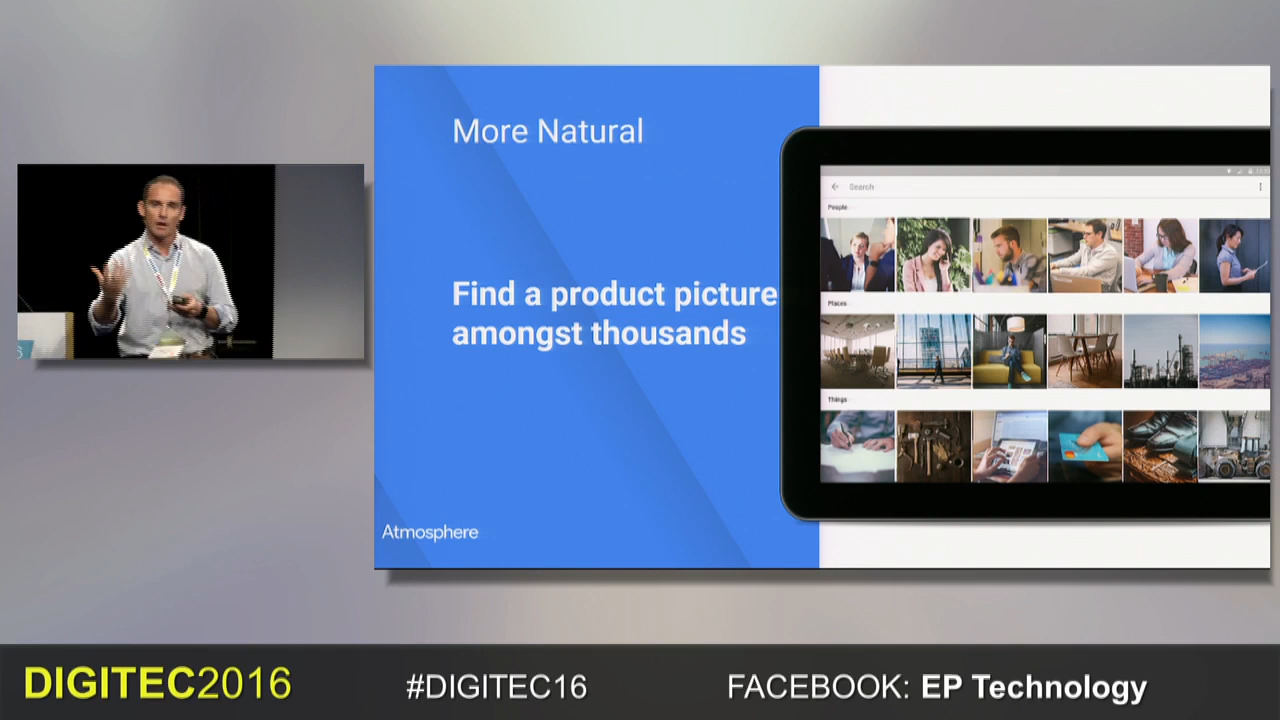 More Natural
Find a product picture
amongst thousands
Atmosphere
Search
People
Places
Things
DIGITEC2016
#DIGITEC16
FACEBOOK: EP Technology